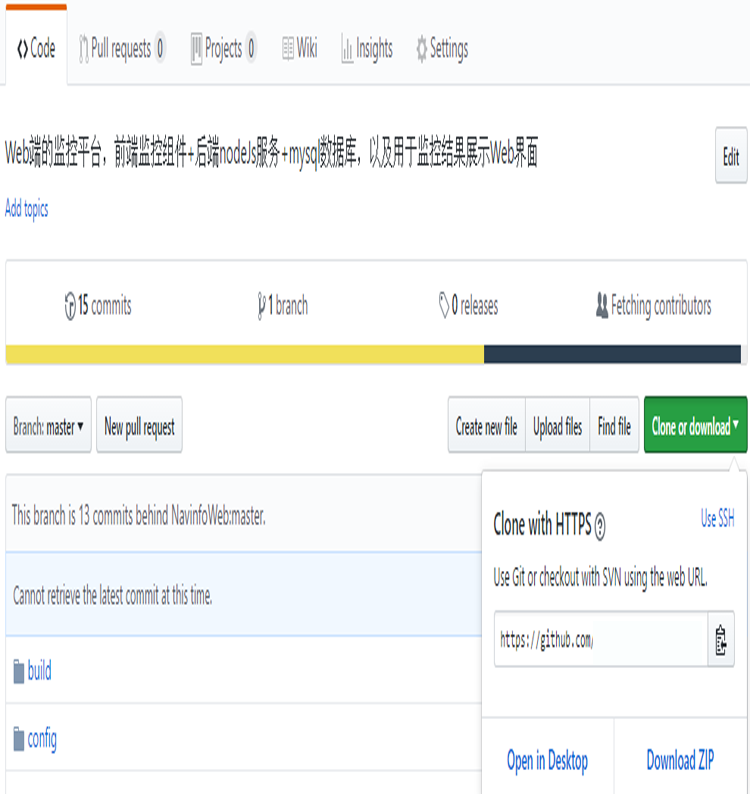 Code Pull requests 0 Projects 0 Wiki Insights Settings
Web端的监控平台，前端监控组件+后端nodeJs服务+mysql数据库，以及用于监控结果展示Web界面
Edit
Add topics
15 commits 1 branch 0 releases Fetching contributors
Branch: master New pull request Create new file Upload files Find file Clone or download
This branch is 13 commits behind NavinfoWeb:master.
Cannot retrieve the latest commit at this time.
build
config
Clone with HTTPS ? Use SSH
Use Git or checkout with SVN using the web URL.
https://github.com/
Open in Desktop Download ZIP